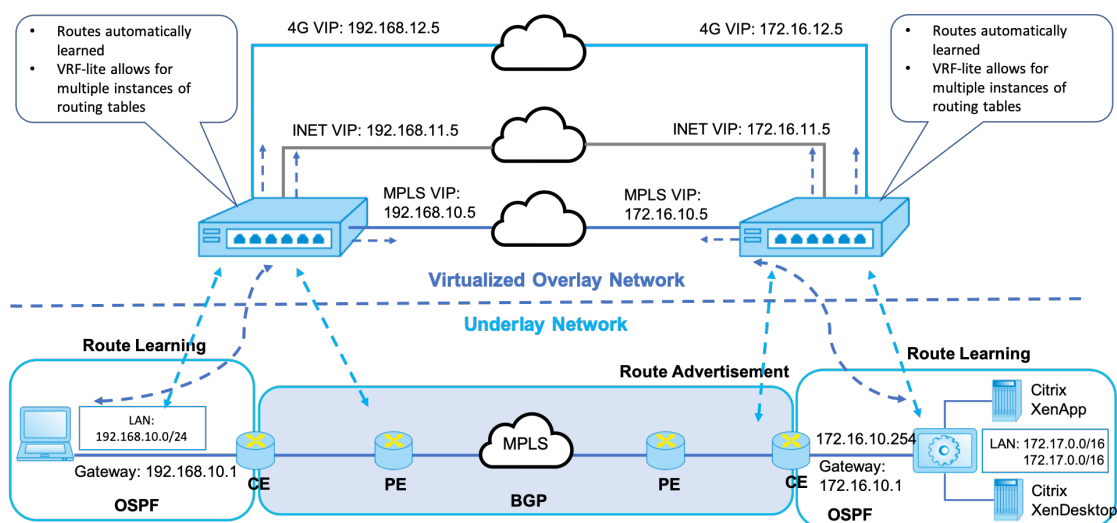 • Routes automatically
learned
• VRF-lite allows for
multiple instances of
routing tables
4G VIP: 192.168.12.5
4G VIP: 172.16.12.5
• Routes automatically
learned
• VRF-lite allows for
multiple instances of
routing tables
INET VIP: 192.168.11.5
INET VIP: 172.16.11.5
MPLS VIP:
192.168.10.5
MPLS VIP:
172.16.10.5
Virtualized Overlay Network
Underlay Network
Route Learning
Route Advertisement
Route Learning
LAN:
192.168.10.0/24
Gateway: 192.168.10.1
OSPF
CE
PE
MPLS
BGP
PE
CE
172.16.10.254
Gateway:
172.16.10.1
OSPF
Citrix
XenApp
LAN: 172.17.0.0/16
172.17.0.0/16
Citrix
XenDesktop